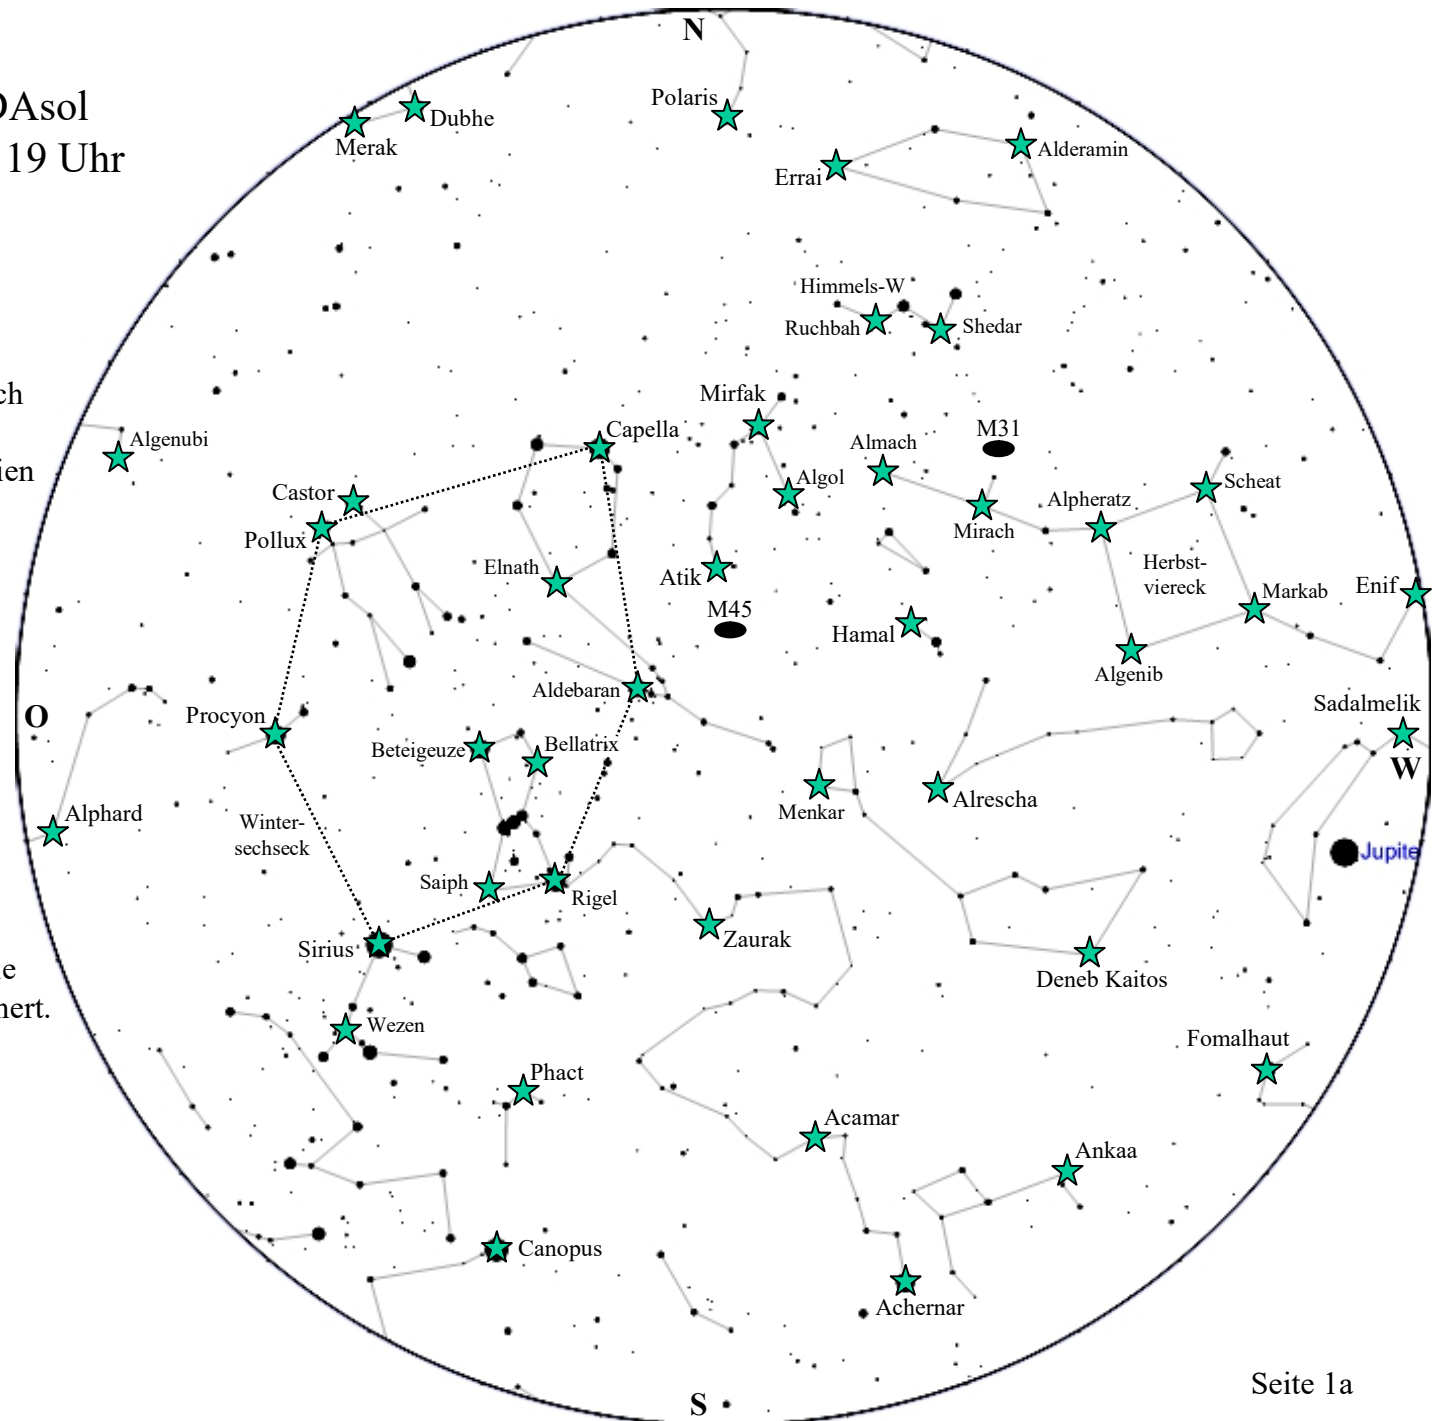 N
DAsol
19 Uhr
Polaris
Dubhe
Merak
Alderamin
Errai
Himmels-W
Ruchbah
Shedar
ch
Mirfak
Capella
M31
Algenubi
Almach
ien
Algol
Scheat
Castor
Alpheratz
Mirach
Pollux
Elnath
Atik
Herbst-
viereck
Markab
Enif
M45
Hamal
Algenib
Aldebaran
Sadalmelik
O
Procyon
Beteigeuze
Bellatrix
W
Menkar
Alrescha
Alphard
Winter-
sechseck
Jupite
Saiph
Rigel
Zaurak
Sirius
le
Deneb Kaitos
nert.
Wezen
Fomalhaut
Phact
Acamar
Ankaa
Canopus
Achernar
Seite 1a
S